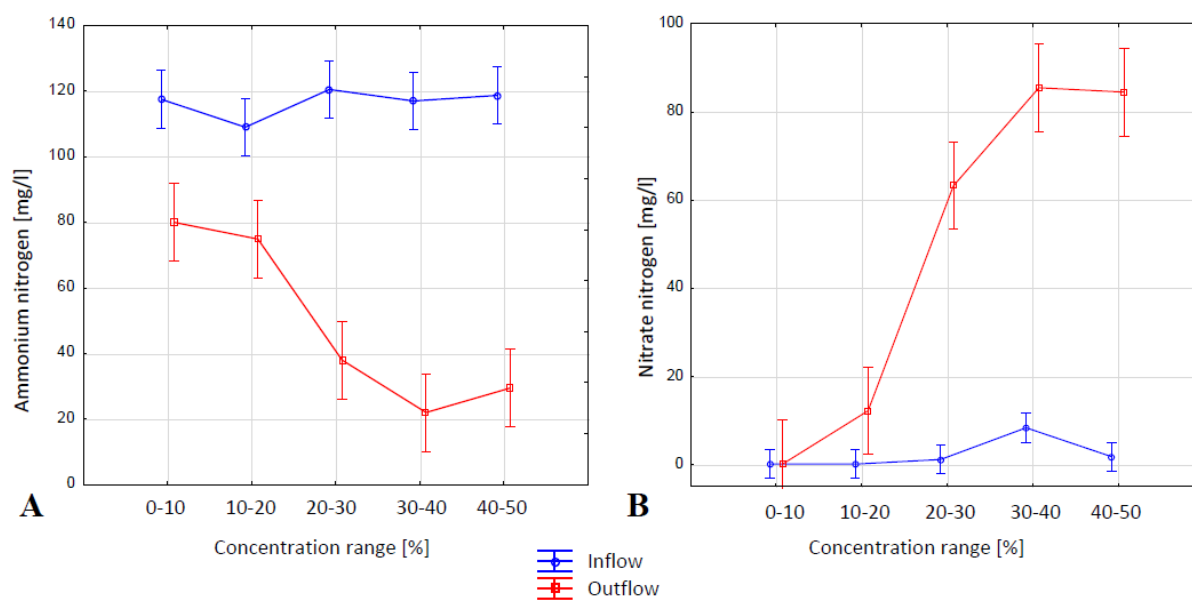 140
120
100
80
60
40
20
0
Ammonium nitrogen [mg/l]
0-10 10-20 20-30 30-40 40-50
Concentration range [%]
A
100
80
60
40
20
0
Nitrate nitrogen [mg/l]
0-10 10-20 20-30 30-40 40-50
Concentration range [%]
B
Inflow
Outflow